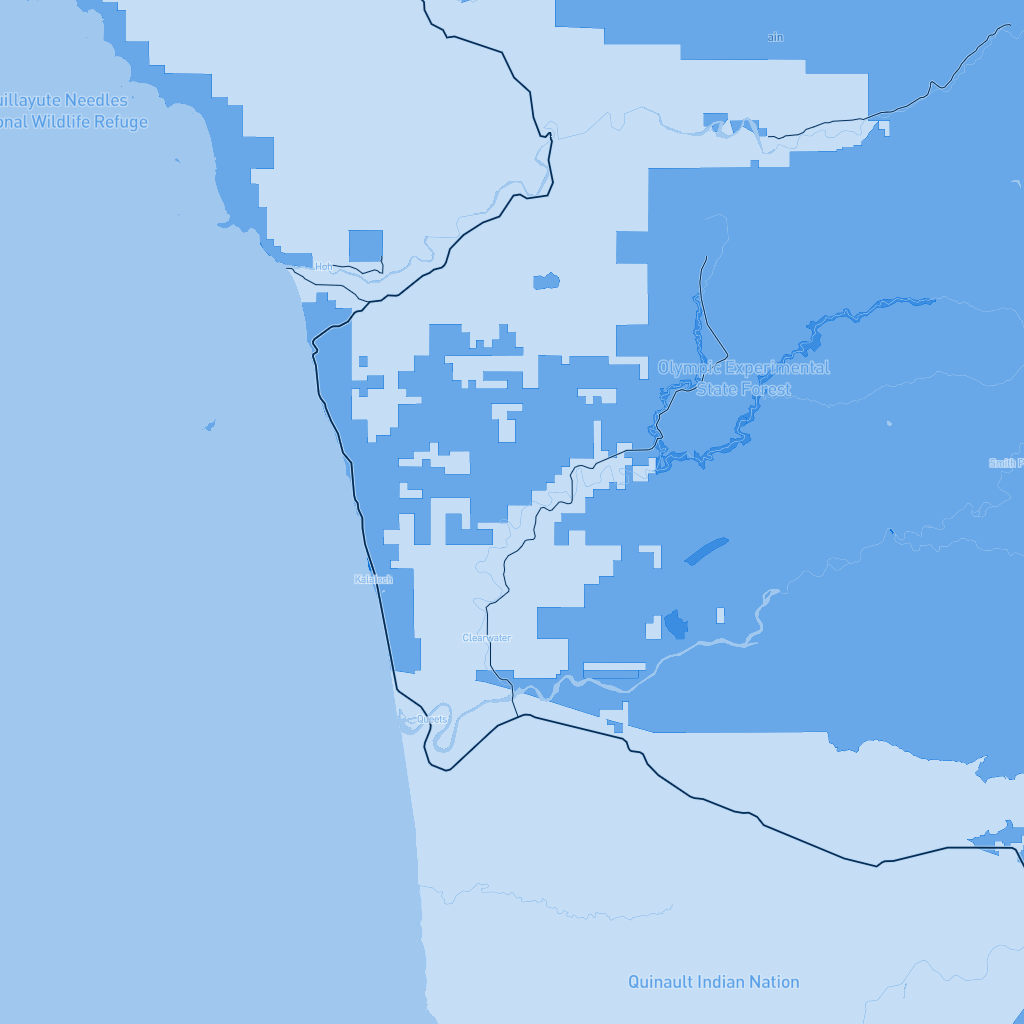 ain
uillayute Needles
onal Wildlife Refuge
Hoh
Olympic Experimental
State Forest
Smith P
Kalaloch
Clearwater
Queets
Quinault Indian Nation